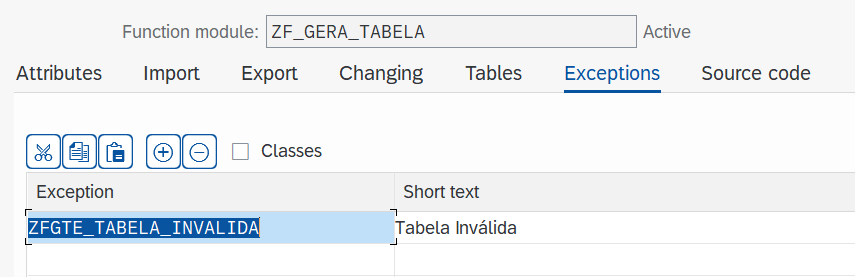 Function module: ZF_GERA_TABELA Active
Attributes Import Export Changing Tables Exceptions Source code
Classes
Exception Short text
ZFGTE_TABELA_INVALIDA Tabela Inválida